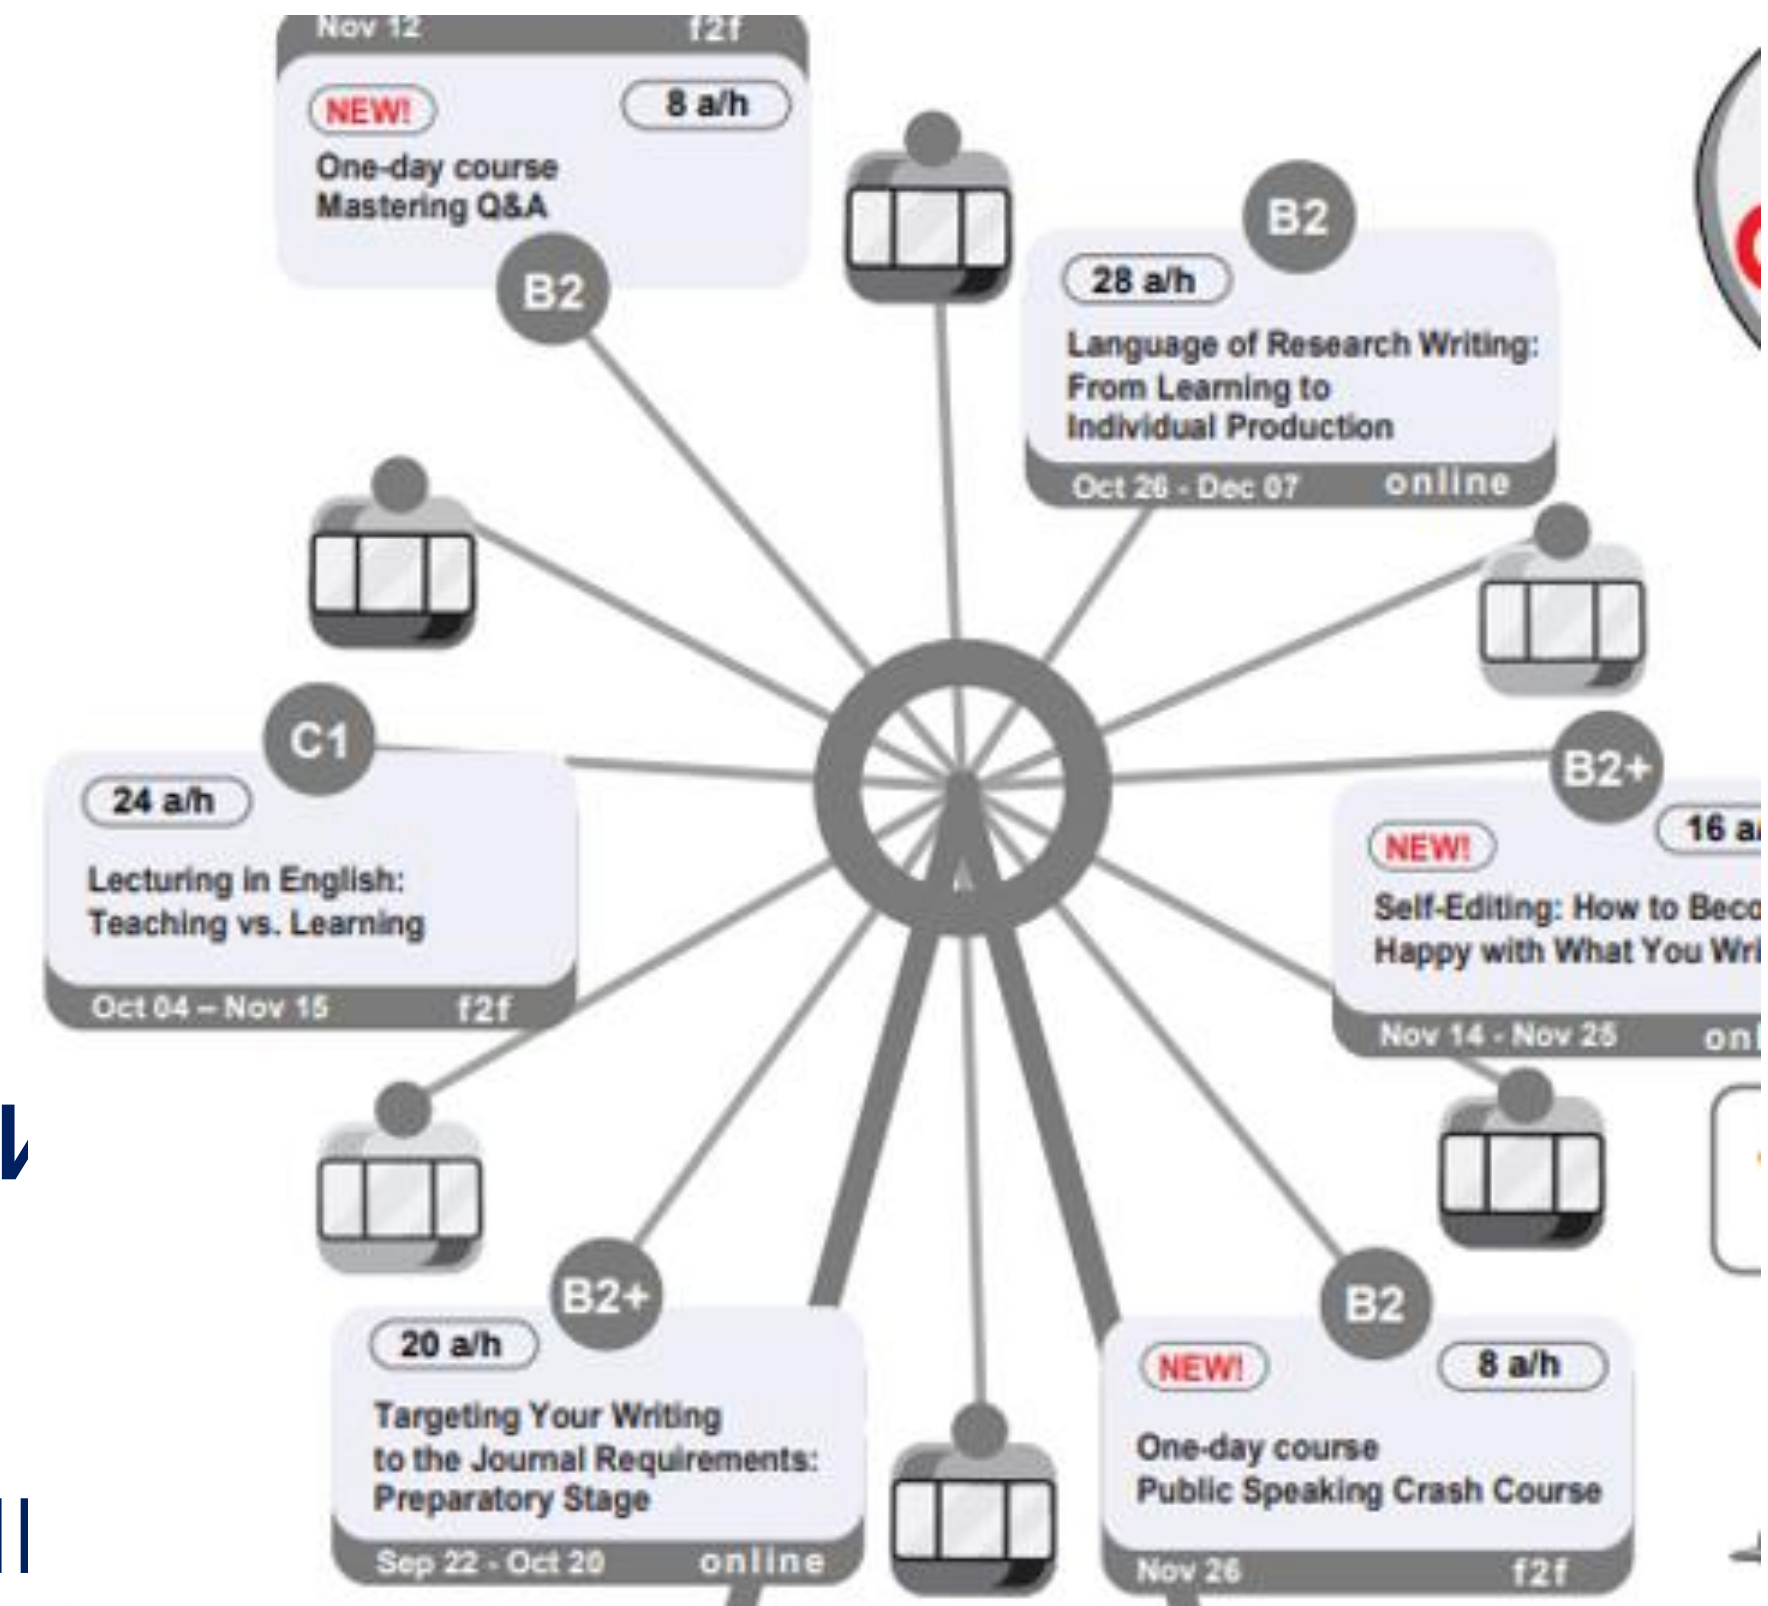 Nov 12 f2f
NEW! 8 a/h
One-day course
Mastering Q&A
B2
B2
28 a/h
Language of Research Writing:
From Learning to
Individual Production
Oct 26 - Dec 07 online
C1
24 a/h
Lecturing in English:
Teaching vs. Learning
Oct 04 – Nov 15 f2f
B2+
NEW! 16 a/
Self-Editing: How to Beco
Happy with What You Wri
Nov 14 - Nov 25 onl
B2+
20 a/h
Targeting Your Writing
to the Journal Requirements:
Preparatory Stage
Sep 22 - Oct 20 online
B2
NEW! 8 a/h
One-day course
Public Speaking Crash Course
Nov 26 f2f